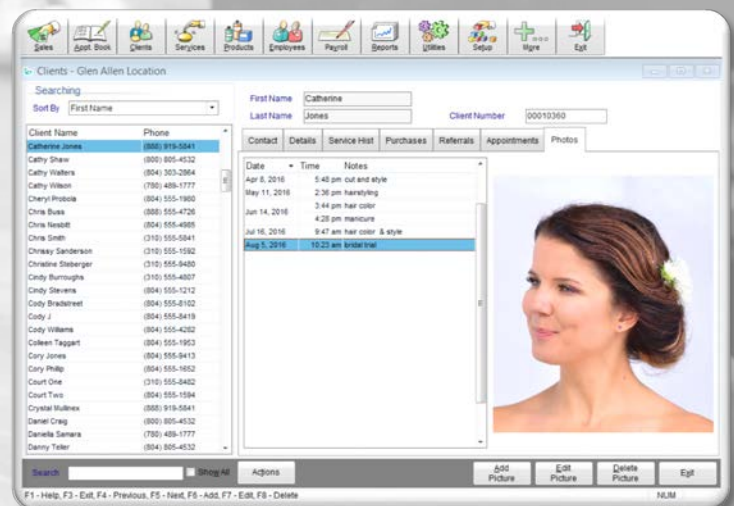 Sales Appt. Book Clients Services Products Employees Payroll Reports Utilities Setup More Exit
Clients - Glen Allen Location
Searching
Sort By First Name
First Name Catherine
Last Name Jones Client Number 00010360
Contact Details Service Hist Purchases Referrals Appointments Photos
Client Name Phone
Catherine Jones (888) 919-5841
Cathy Shaw (800) 805-4532
Cathy Walters (804) 303-2864
Cathy Wilson (780) 489-1777
Cheryl Probola (804) 555-1980
Chris Buss (888) 555-4726
Chris Nesbitt (804) 555-4985
Chris Smith (310) 555-5841
Chrissy Sanderson (310) 555-1592
Christine Steberger (310) 555-9480
Cindy Burroughs (310) 555-4807
Cindy Stevens (804) 555-1212
Cody Bradstreet (804) 555-8102
Cody J (804) 555-8419
Cody Williams (804) 555-4282
Colleen Taggart (804) 555-1953
Cory Jones (804) 555-9413
Cory Philip (804) 555-1652
Court One (310) 555-8482
Court Two (804) 555-1594
Crystal Mullinex (888) 919-5841
Daniel Craig (800) 805-4532
Daniella Samara (780) 489-1777
Danny Teller (804) 805-4532
Date Time Notes
Apr 8, 2016 5:48 pm cut and style
May 11, 2016 2:36 pm hairstyling
Jun 14, 2016 3:44 pm hair color
4:28 pm manicure
Jul 16, 2016 9:47 am hair color & style
Aug 5, 2016 10:23 am bridal trial
Search Show All Actions Add Picture Edit Picture Delete Picture Exit
F1 - Help, F3 - Exit, F4 - Previous, F5 - Next, F6 - Add, F7 - Edit, F8 - Delete NUM